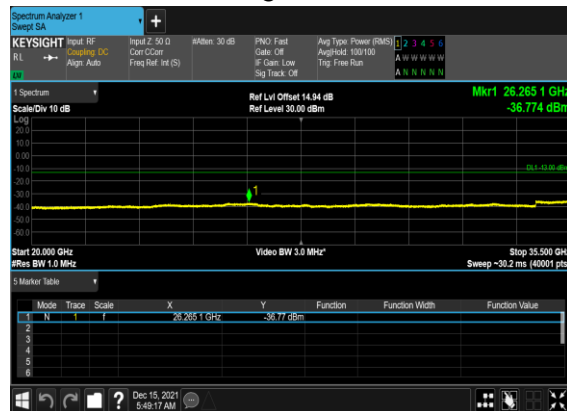 Spectrum Analyzer 1
Swept SA
+
KEYSIGHT Input: RF Input Z: 50 Ω #Atten: 30 dB PNO: Fast Avg Type: Power (RMS) 1 2 3 4 5 6
RL Coupling: DC Corr CCorr Gate: Off Avg|Hold: 100/100 A W W W W W
Align: Auto Freq Ref: Int (S) IF Gain: Low Trig: Free Run
LXI Sig Track: Off A N N N N N
1 Spectrum Ref Lvl Offset 14.94 dB Mkr1 26.265 1 GHz
Scale/Div 10 dB Ref Level 30.00 dBm -36.774 dBm
Log
20.0
10.0
0.00
-10.0 DL1 -13.00 dBm
-20.0
-30.0 1
-40.0
-50.0
-60.0
Start 20.000 GHz Video BW 3.0 MHz* Stop 35.500 GHz
#Res BW 1.0 MHz Sweep ~30.2 ms (40001 pts)
5 Marker Table
Mode Trace Scale X Y Function Function Width Function Value
1 N 1 f 26.265 1 GHz -36.77 dBm
2
3
4
5
6
? Dec 15, 2021
5:49:17 AM